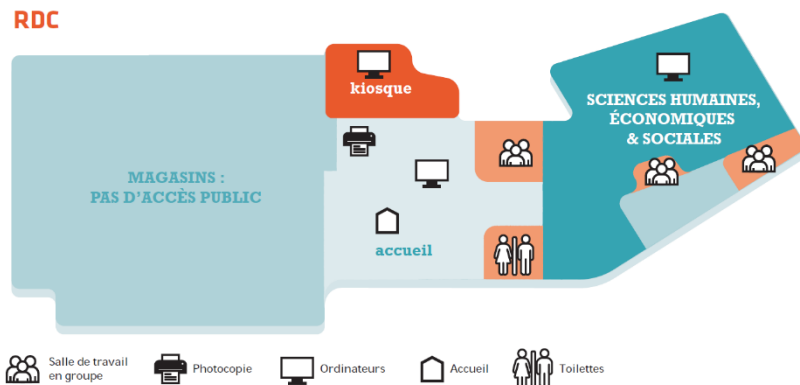 RDC
kiosque
SCIENCES HUMAINES,
ÉCONOMIQUES
& SOCIALES
MAGASINS :
PAS D'ACCÈS PUBLIC
accueil
Salle de travail
en groupe
Photocopie
Ordinateurs
Accueil
Toilettes